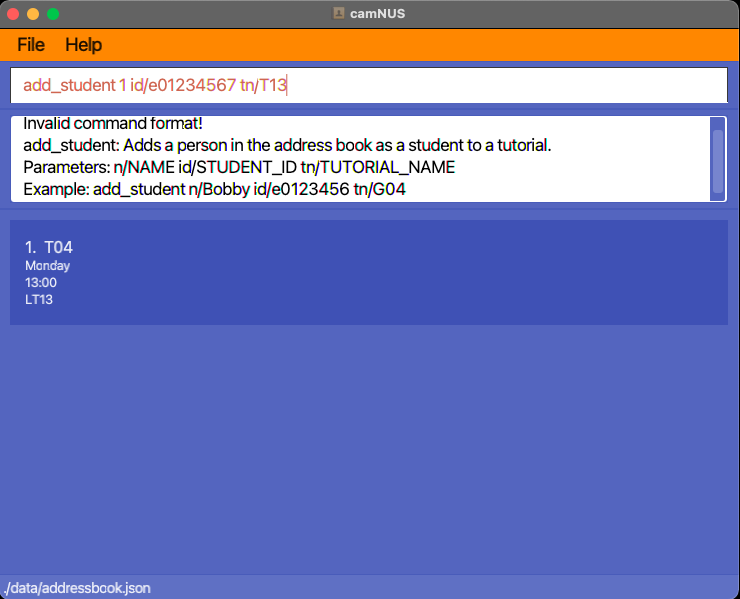 camNUS
File Help
add_student 1 id/e01234567 tn/T13
Invalid command format!
add_student: Adds a person in the address book as a student to a tutorial.
Parameters: n/NAME id/STUDENT_ID tn/TUTORIAL_NAME
Example: add_student n/Bobby id/e0123456 tn/G04
1. T04
Monday
13:00
LT13
./data/addressbook.json